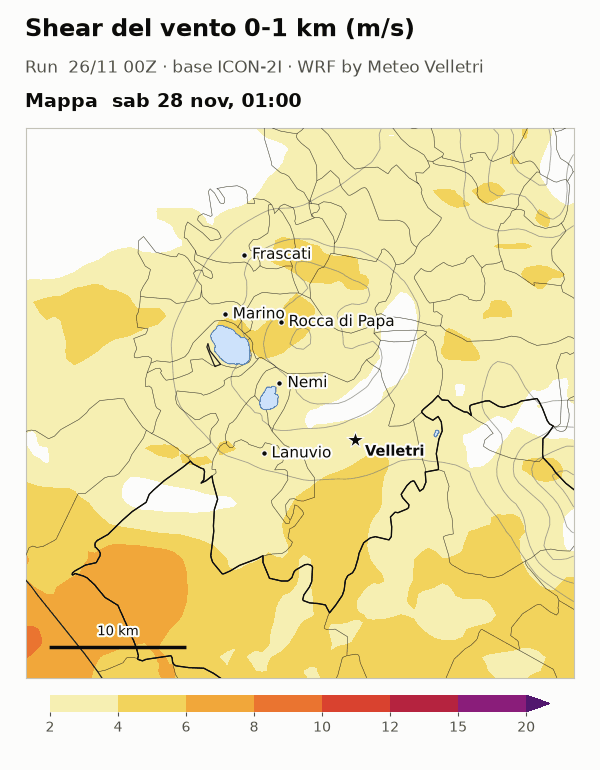 Shear del vento 0-1 km (m/s)
Run  26/11 00Z · base ICON-2I · WRF by Meteo Velletri
Mappa  sab 28 nov, 01:00
Frascati
Marino
Rocca di Papa
Nemi
Lanuvio
Velletri
10 km
2 4 6 8 10 12 15 20